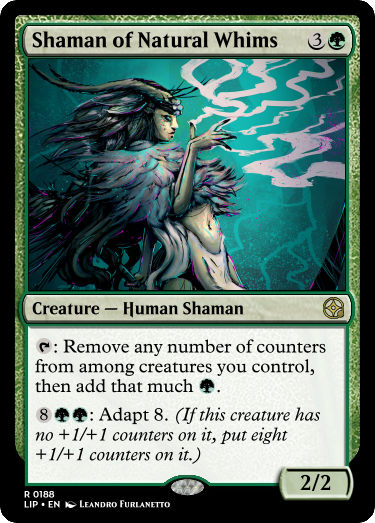 Shaman of Natural Whims 3
Creature — Human Shaman
: Remove any number of counters
from among creatures you control,
then add that much .
8 : Adapt 8. (If this creature has
no +1/+1 counters on it, put eight
+1/+1 counters on it.)
2/2
R 0188
LIP • EN Leandro Furlanetto